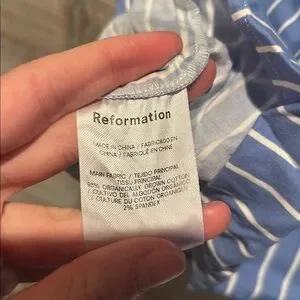 Reformation
MADE IN CHINA / FABRICADO EN
CHINA / FABRIQUÉ EN CHINE
MAIN FABRIC / TEJIDO PRINCIPAL /
TISSU PRINCIPAL
98% ORGANICALLY GROWN COTTON
/ CULTIVO DEL ALGODÓN ORGÁNICO
/ CULTURE DU COTON ORGANIQUE
2% SPANDEX